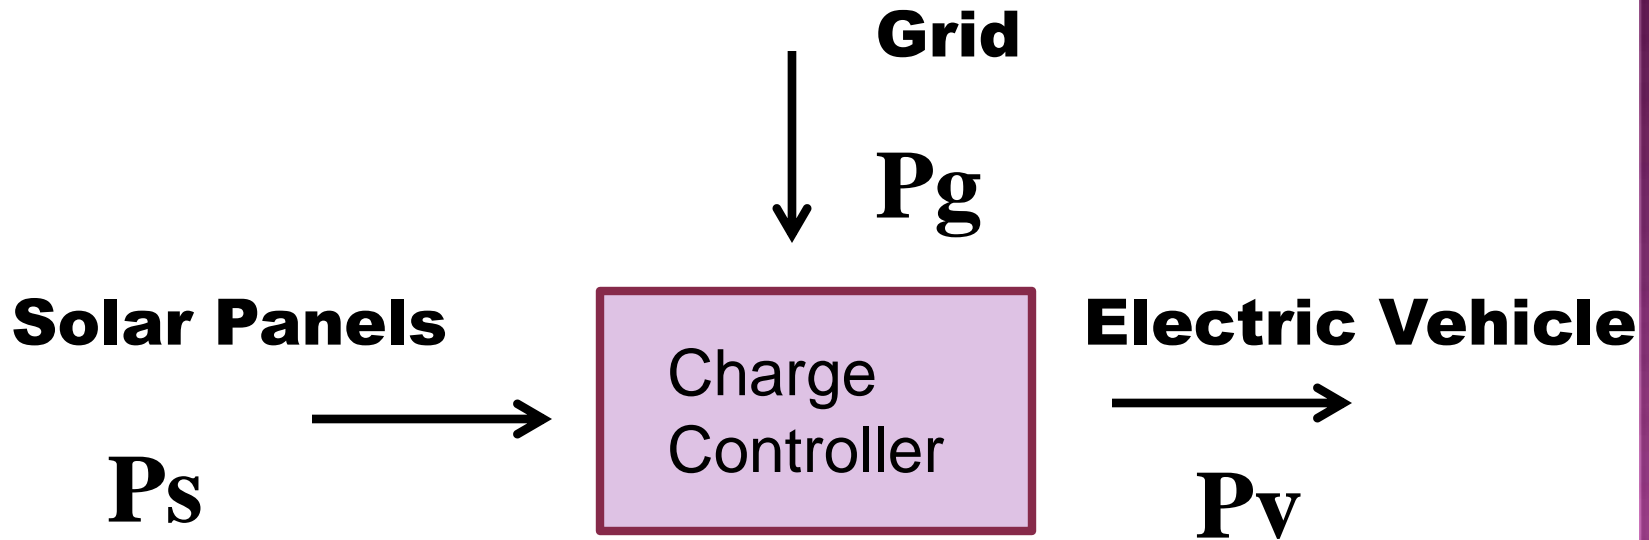 Grid
Pg
Solar Panels
Electric Vehicle
Charge
Controller
Ps
Pv